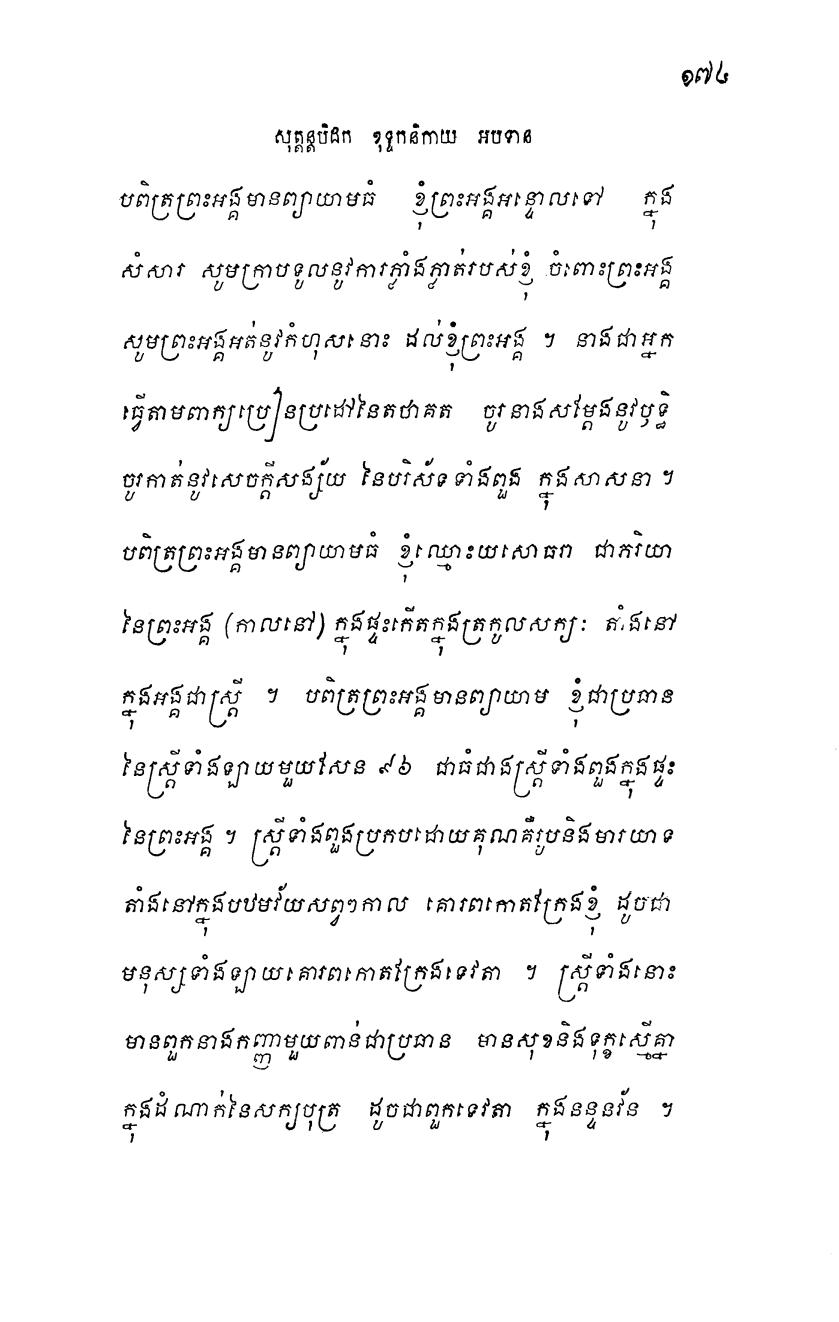 ១៧៤
សុត្តន្តបិដក ខុទ្ទកនិកាយ អបទាន
បពិត្រព្រះអង្គមានព្យាយាមធំ ខ្ញុំព្រះអង្គអន្ទោលទៅ ក្នុង
សំសារ សូមក្រាបទូលនូវការភ្លាំងភ្លាត់របស់ខ្ញុំ ចំពោះព្រះអង្គ
សូមព្រះអង្គអត់នូវកំហុសនោះ ដល់ខ្ញុំព្រះអង្គ ។ នាងជាអ្នក
ធ្វើតាមពាក្យប្រៀនប្រដៅនៃតថាគត ចូរនាងសម្តែងនូវឫទ្ធិ
ចូរកាត់នូវសេចក្តីសង្ស័យ នៃបរិស័ទទាំងពួង ក្នុងសាសនា ។
បពិត្រព្រះអង្គមានព្យាយាមធំ ខ្ញុំឈ្មោះយសោធរា ជាភរិយា
នៃព្រះអង្គ (កាលនៅ) ក្នុងផ្ទះកើតក្នុងត្រកូលសក្យៈ តាំងនៅ
ក្នុងអង្គជាស្ត្រី ។ បពិត្រព្រះអង្គមានព្យាយាម ខ្ញុំជាប្រធាន
នៃស្ត្រីទាំងឡាយមួយសែន ៩៦ ជាធំជាងស្ត្រីទាំងពួងក្នុងផ្ទះ
នៃព្រះអង្គ ។ ស្ត្រីទាំងពួងប្រកបដោយគុណគឺរូបនិងមារយាទ
តាំងនៅក្នុងបឋមវ័យសព្វៗកាល គោរពកោតក្រែងខ្ញុំ ដូចជា
មនុស្សទាំងឡាយគោរពកោតក្រែងទេវតា ។ ស្ត្រីទាំងនោះ
មានពួកនាងកញ្ញាមួយពាន់ជាប្រធាន មានសុខនិងទុក្ខស្មើគ្នា
ក្នុងដំណាក់នៃសក្យបុត្រ ដូចជាពួកទេវតា ក្នុងនន្ទនវ័ន ។